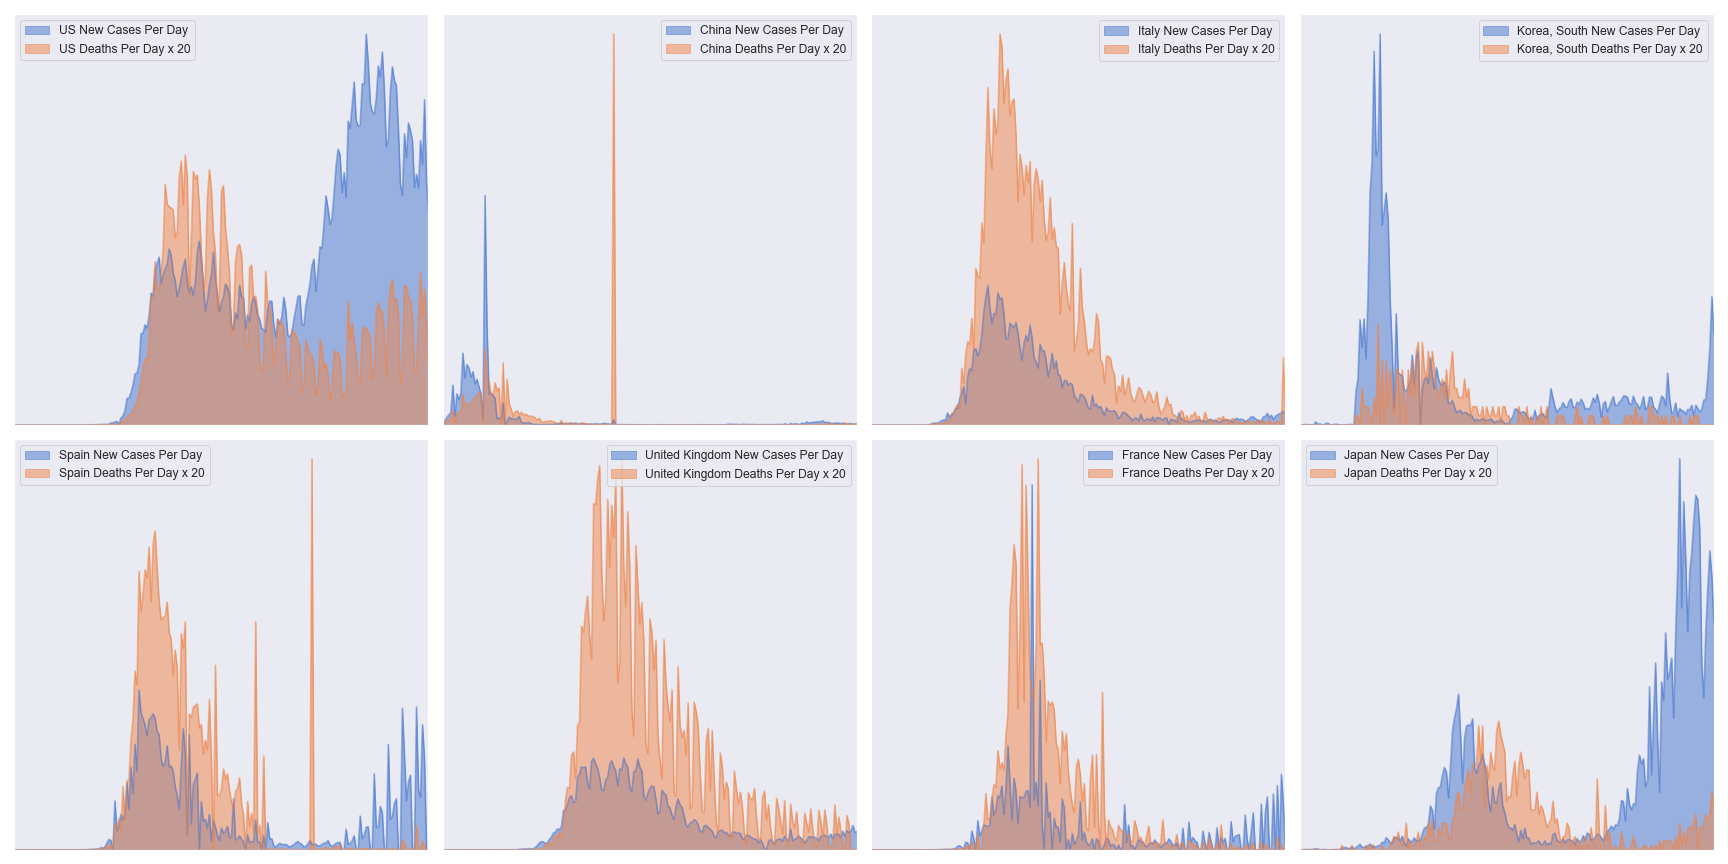 US New Cases Per Day
US Deaths Per Day x 20
China New Cases Per Day
China Deaths Per Day x 20
Italy New Cases Per Day
Italy Deaths Per Day x 20
Korea, South New Cases Per Day
Korea, South Deaths Per Day x 20
Spain New Cases Per Day
Spain Deaths Per Day x 20
United Kingdom New Cases Per Day
United Kingdom Deaths Per Day x 20
France New Cases Per Day
France Deaths Per Day x 20
Japan New Cases Per Day
Japan Deaths Per Day x 20